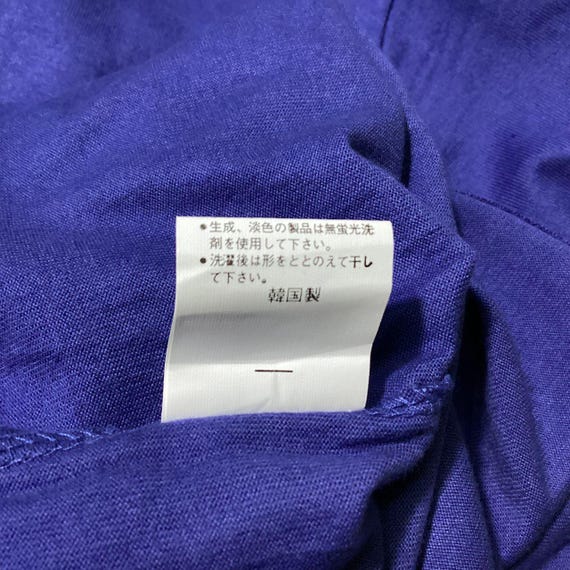 ●生成、淡色の製品は無蛍光洗
剤を使用して下さい。
●洗濯後は形をととのえて干し
て下さい。
韓国製